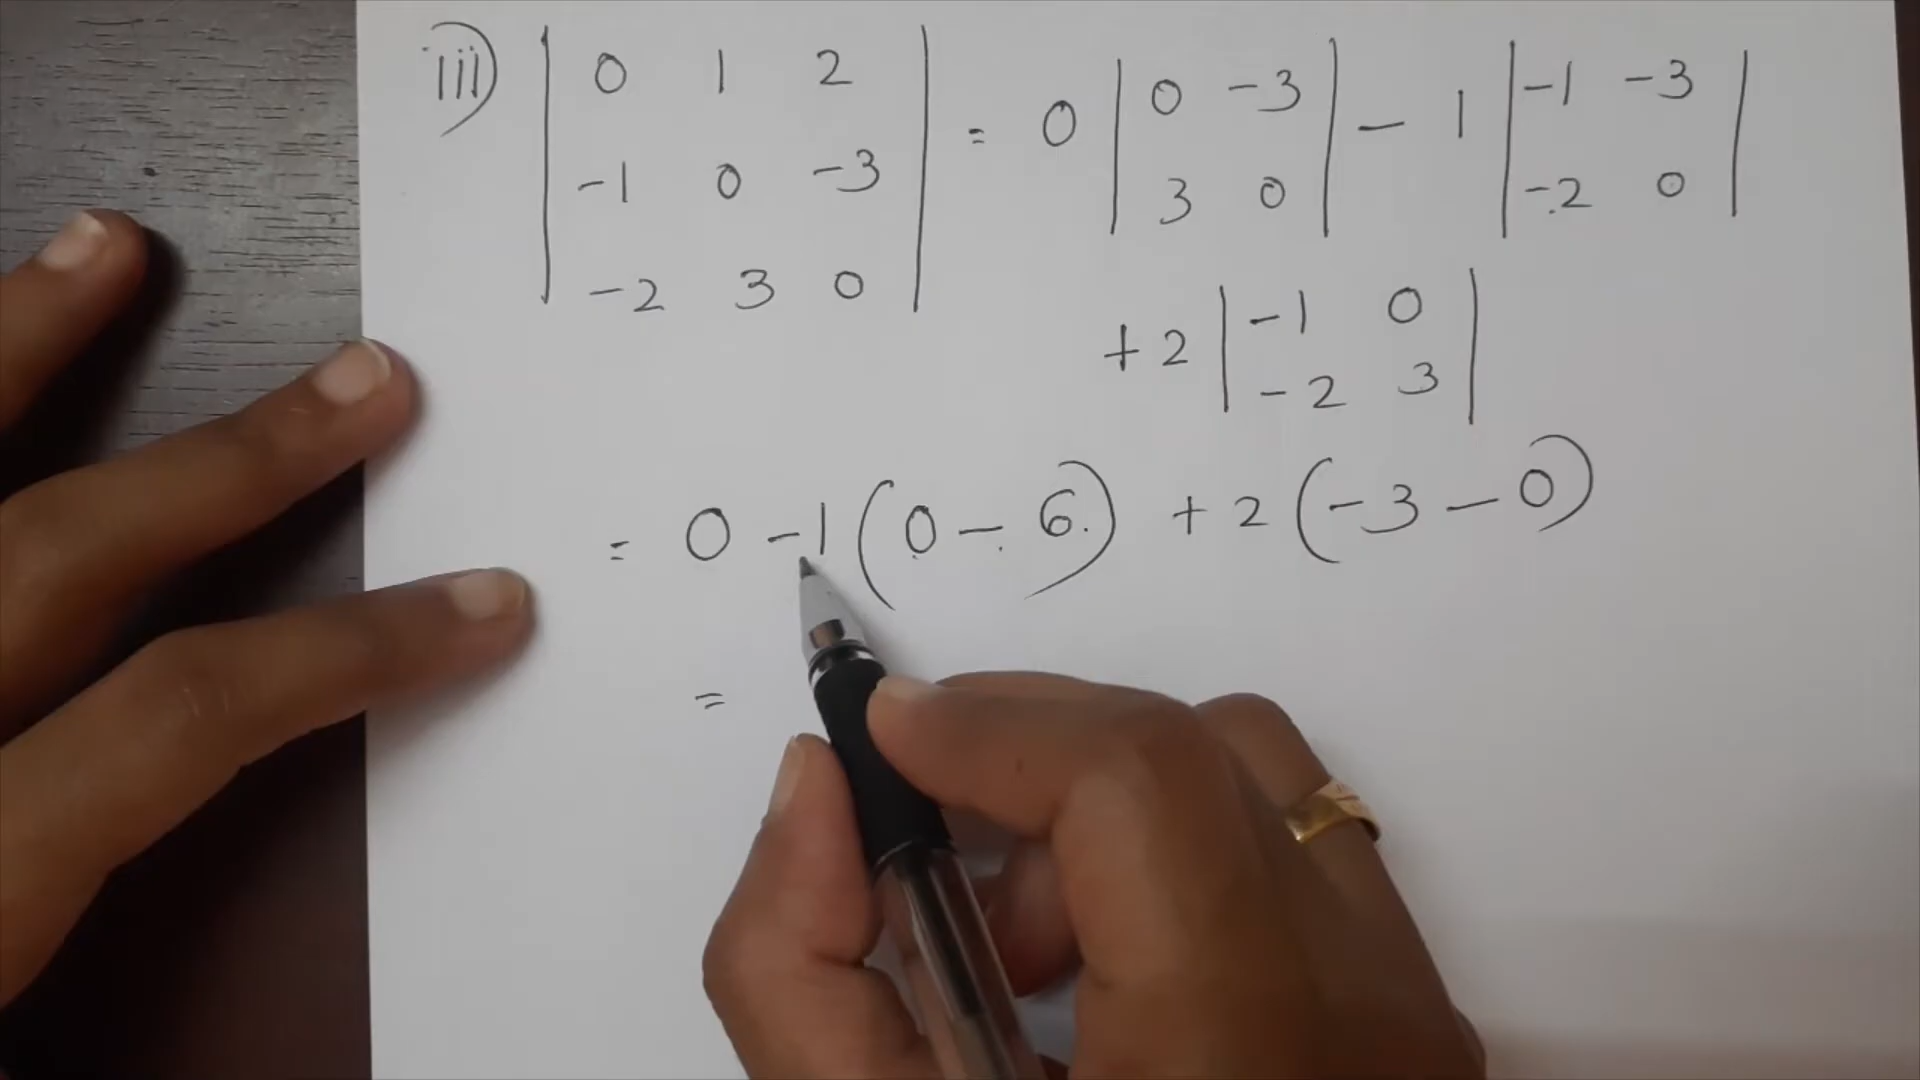 iii) | 0 1 2 | = 0 | 0 -3 | - 1 | -1 -3 |
| -1 0 -3 | | 3 0 | | -2 0 |
| -2 3 0 |
+ 2 | -1 0 |
| -2 3 |
= 0 -1 (0 - 6) + 2 (-3 - 0)
=